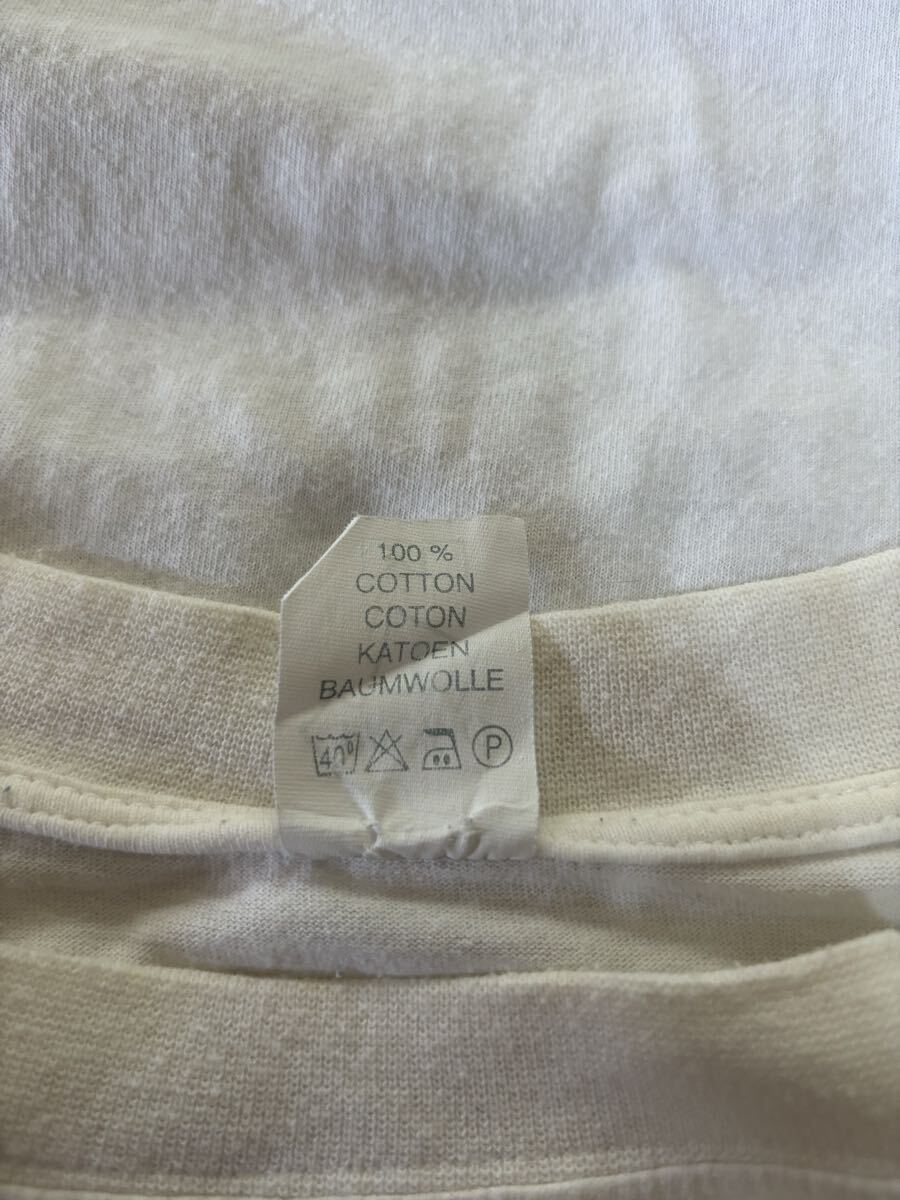 100 %
COTTON
COTON
KATOEN
BAUMWOLLE
40° P